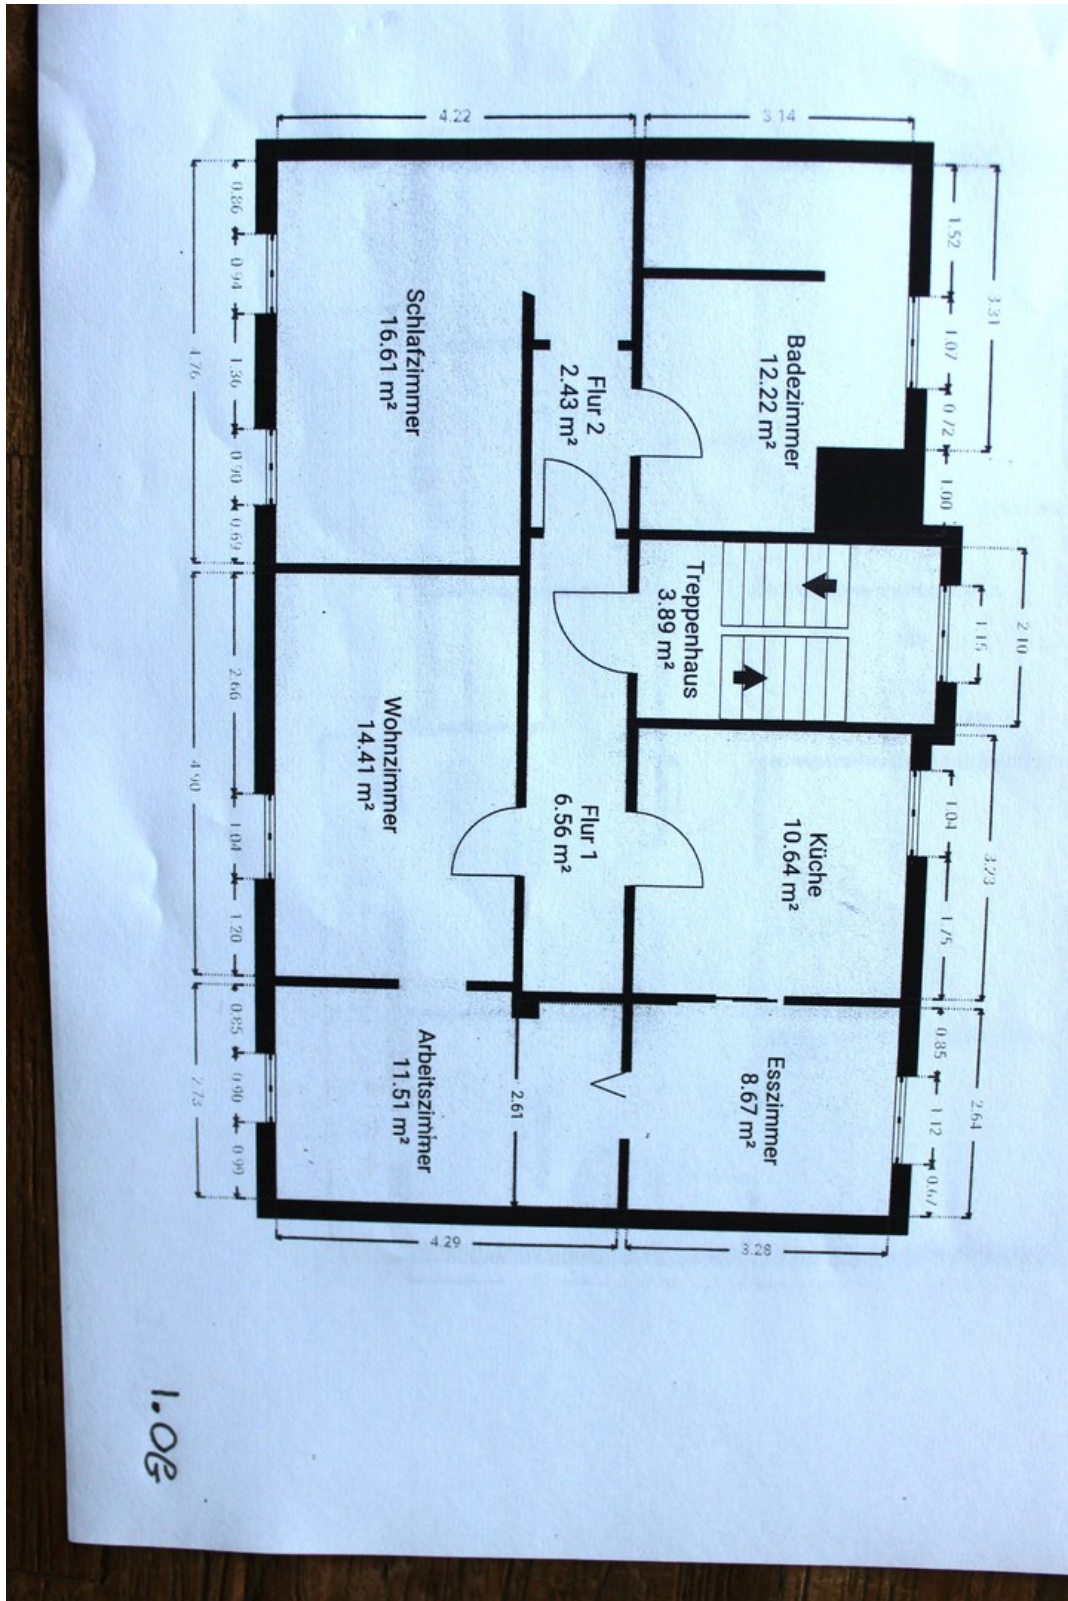 3.31
2.10
3.23
2.64
1.52
1.07
0.72
1.00
1.15
1.04
1.75
0.85
1.12
0.67
3.14
Badezimmer
12.22 m²
Treppenhaus
3.89 m²
Küche
10.64 m²
Esszimmer
8.67 m²
3.28
Flur 2
2.43 m²
Flur 1
6.56 m²
2.61
4.22
Schlafzimmer
16.61 m²
Wohnzimmer
14.41 m²
Arbeitszimmer
11.51 m²
4.29
0.86
0.94
1.36
0.90
0.69
2.66
1.04
1.20
0.85
0.90
0.99
4.76
4.90
2.73
1.OG